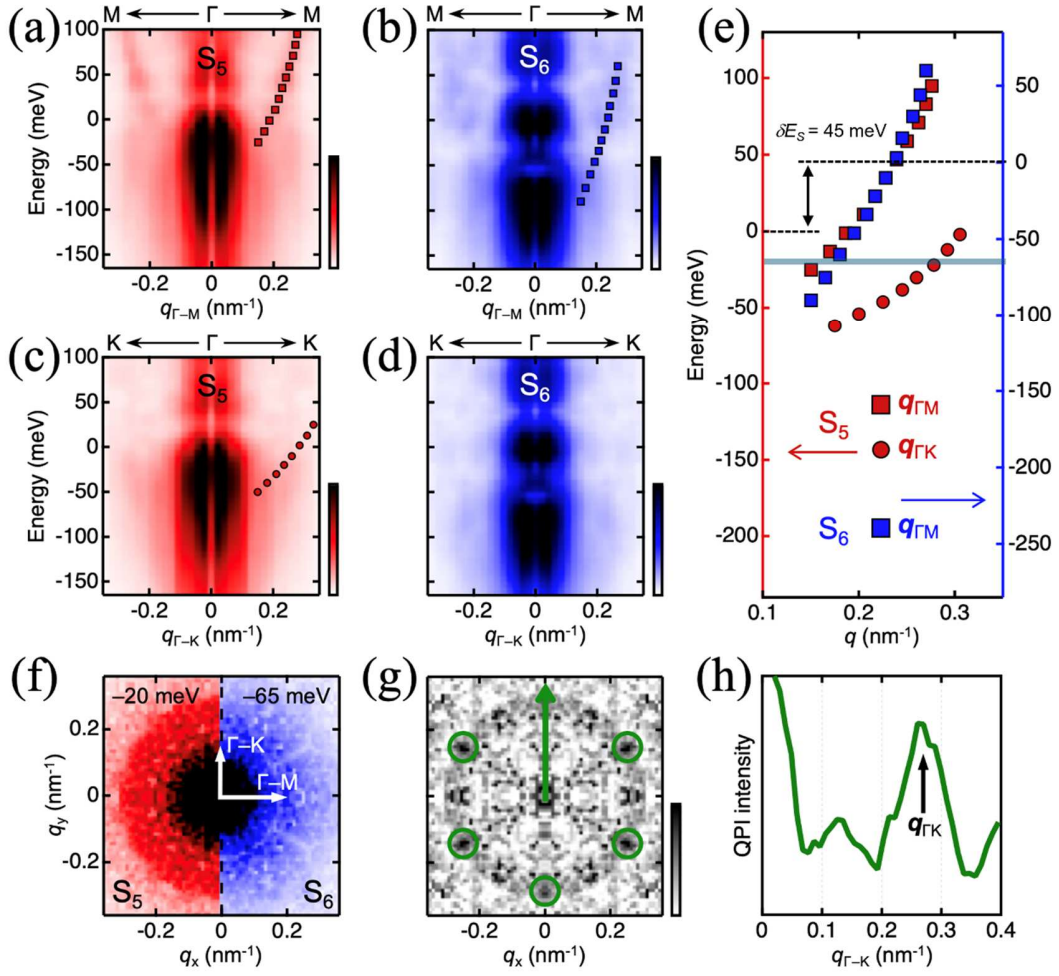 (a)
M Γ M
S5
100
50
0
-50
-100
-150
Energy (meV)
-0.2 0 0.2
qΓ–M (nm-1)
(b)
M Γ M
S6
-0.2 0 0.2
qΓ–M (nm-1)
(c)
K Γ K
S5
100
50
0
-50
-100
-150
Energy (meV)
-0.2 0 0.2
qΓ–K (nm-1)
(d)
K Γ K
S6
-0.2 0 0.2
qΓ–K (nm-1)
(e)
100
50
0
-50
-100
-150
-200
Energy (meV)
50
0
-50
-100
-150
-200
-250
δES = 45 meV
S5
qΓM
qΓK
S6
qΓM
0.1 0.2 0.3
q (nm-1)
(f)
–20 meV –65 meV
Γ–K
Γ–M
S5 S6
0.2
0
-0.2
qy (nm-1)
-0.2 0 0.2
qx (nm-1)
(g)
-0.2 0 0.2
qx (nm-1)
(h)
QPI intensity
qΓK
0 0.1 0.2 0.3 0.4
qΓ–K (nm-1)